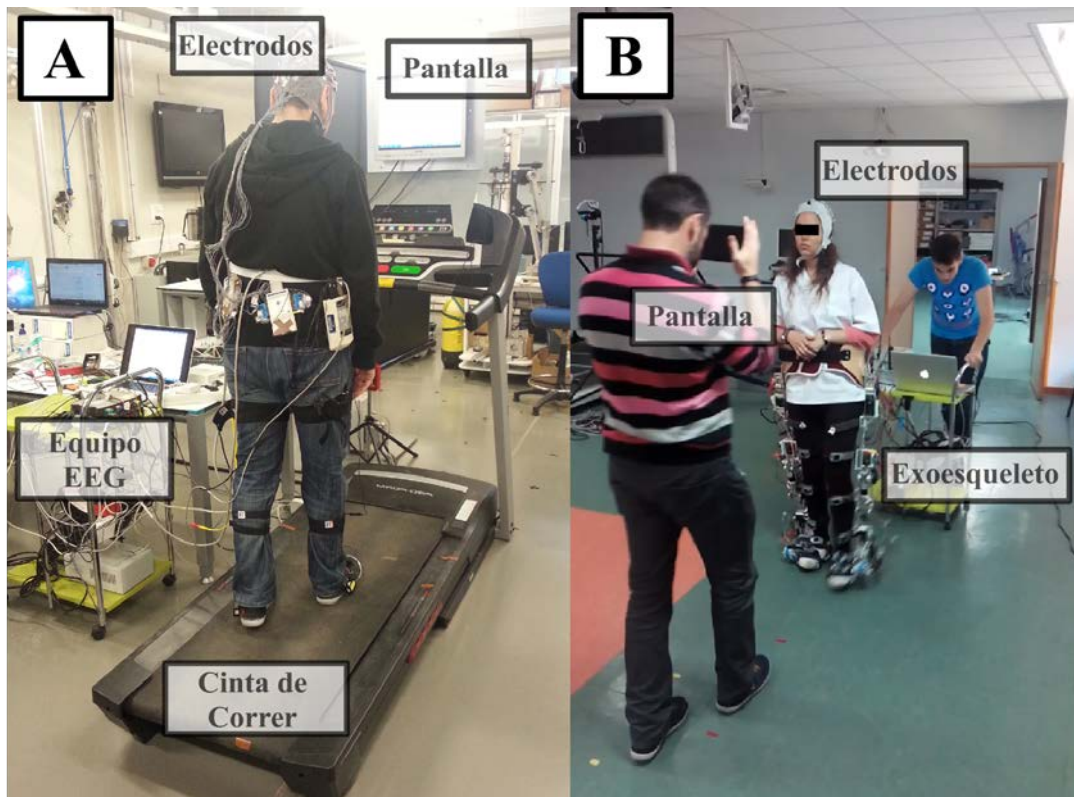 A
Electrodos
Pantalla
Equipo
EEG
Cinta de
Correr
B
Electrodos
Pantalla
Exoesqueleto